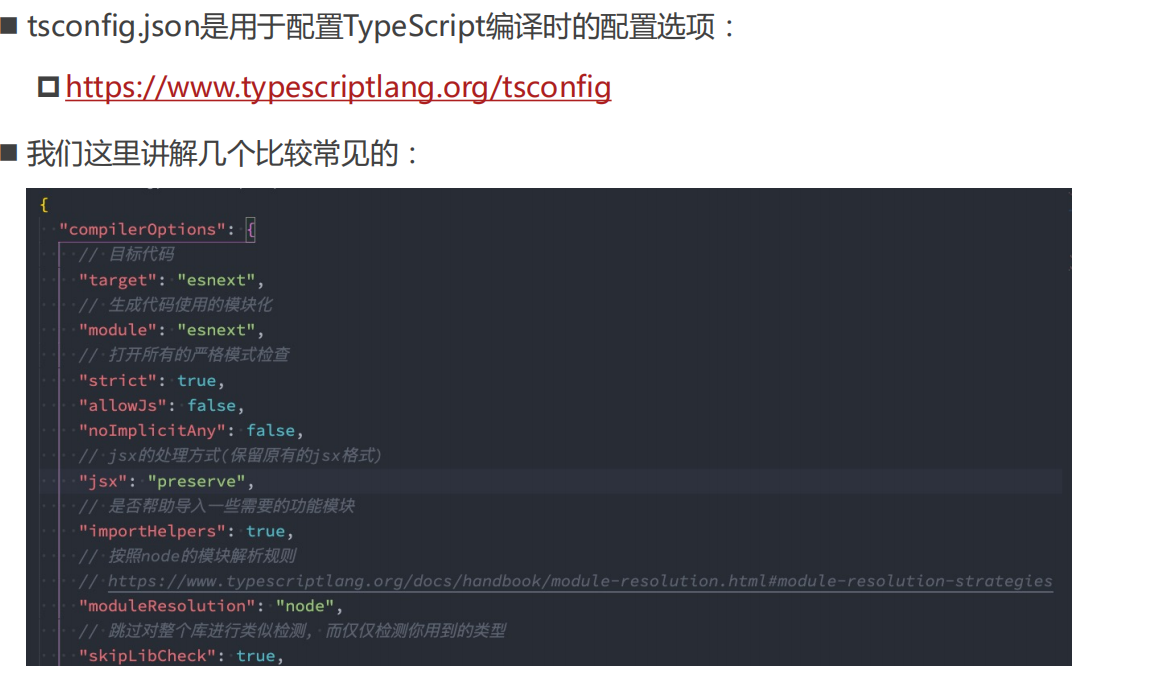 tsconfig.json是用于配置TypeScript编译时的配置选项：
https://www.typescriptlang.org/tsconfig
我们这里讲解几个比较常见的：
{
"compilerOptions": {
// 目标代码
"target": "esnext",
// 生成代码使用的模块化
"module": "esnext",
// 打开所有的严格模式检查
"strict": true,
"allowJs": false,
"noImplicitAny": false,
// jsx的处理方式(保留原有的jsx格式)
"jsx": "preserve",
// 是否帮助导入一些需要的功能模块
"importHelpers": true,
// 按照node的模块解析规则
// https://www.typescriptlang.org/docs/handbook/module-resolution.html#module-resolution-strategies
"moduleResolution": "node",
// 跳过对整个库进行类似检测, 而仅仅检测你用到的类型
"skipLibCheck": true,